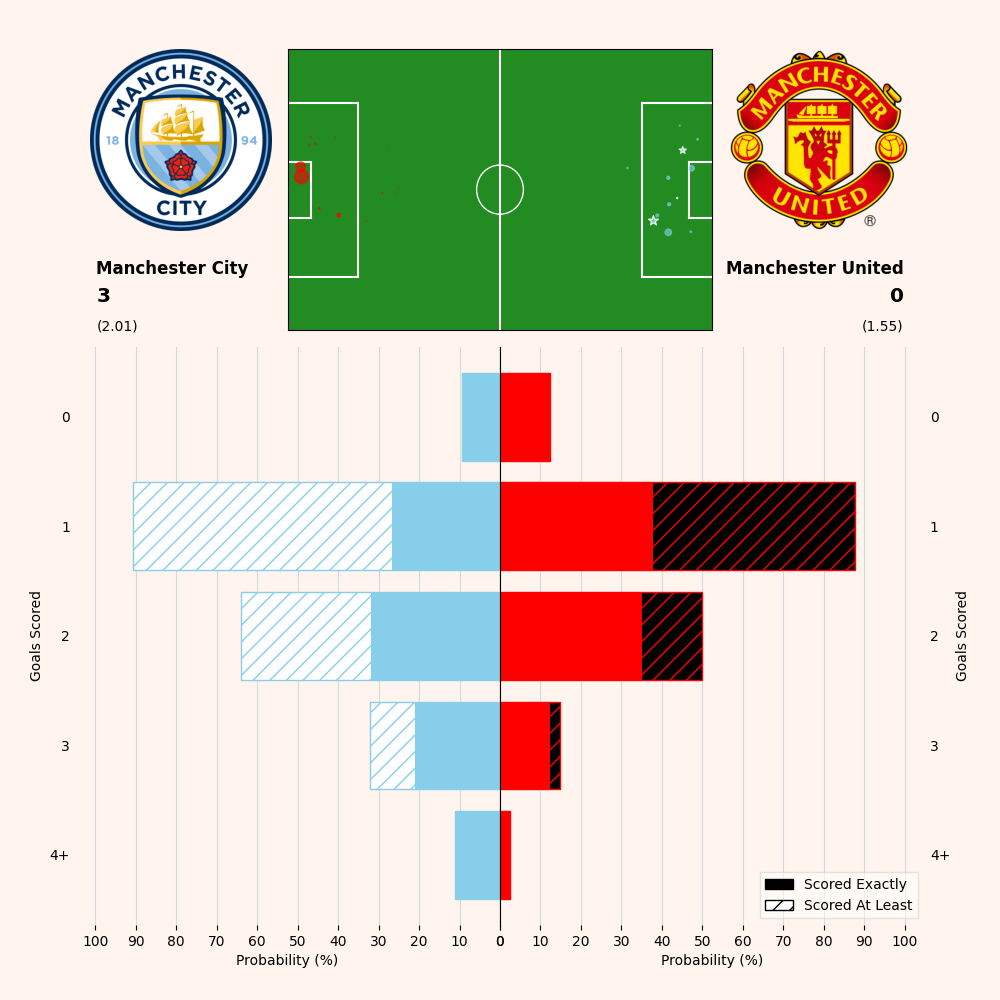 MANCHESTER
18 94
CITY
MANCHESTER
UNITED
®
Manchester City
3
(2.01)
Manchester United
0
(1.55)
0
1
2
3
4+
Goals Scored
0
1
2
3
4+
Goals Scored
Scored Exactly
Scored At Least
100 90 80 70 60 50 40 30 20 10 0
0 10 20 30 40 50 60 70 80 90 100
Probability (%)
Probability (%)